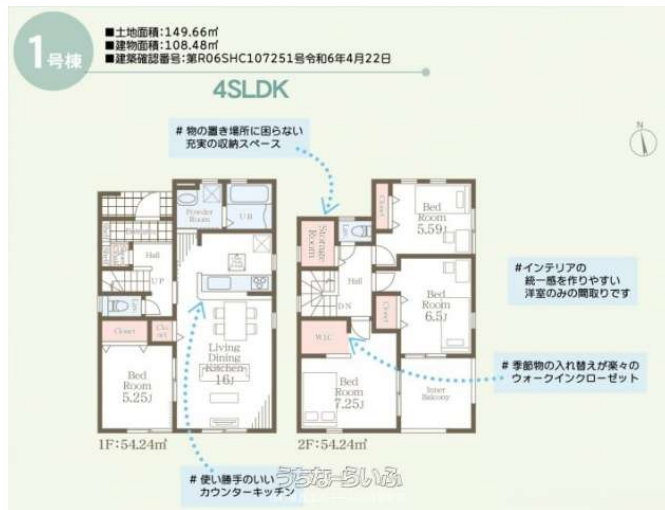 1号棟
■土地面積:149.66㎡
■建物面積:108.48㎡
■建築確認番号:第R06SHC107251号令和6年4月22日
4SLDK
# 物の置き場所に困らない
充実の収納スペース
N
Powder
Room
U.B
Hall
UP
Lav
Closet
Clo
set
Living
Dining
Kitchen
16J
Bed
Room
5.25J
1F:54.24㎡
Storage
Room
Lav
Closet
Bed
Room
5.59J
Hall
DN
Closet
Bed
Room
6.5J
W.I.C
Bed
Room
7.25J
Inner
Balcony
2F:54.24㎡
#インテリアの
統一感を作りやすい
洋室のみの間取りです
# 季節物の入れ替えが楽々の
ウォークインクローゼット
# 使い勝手のいい
カウンターキッチン
うちなーらいふ